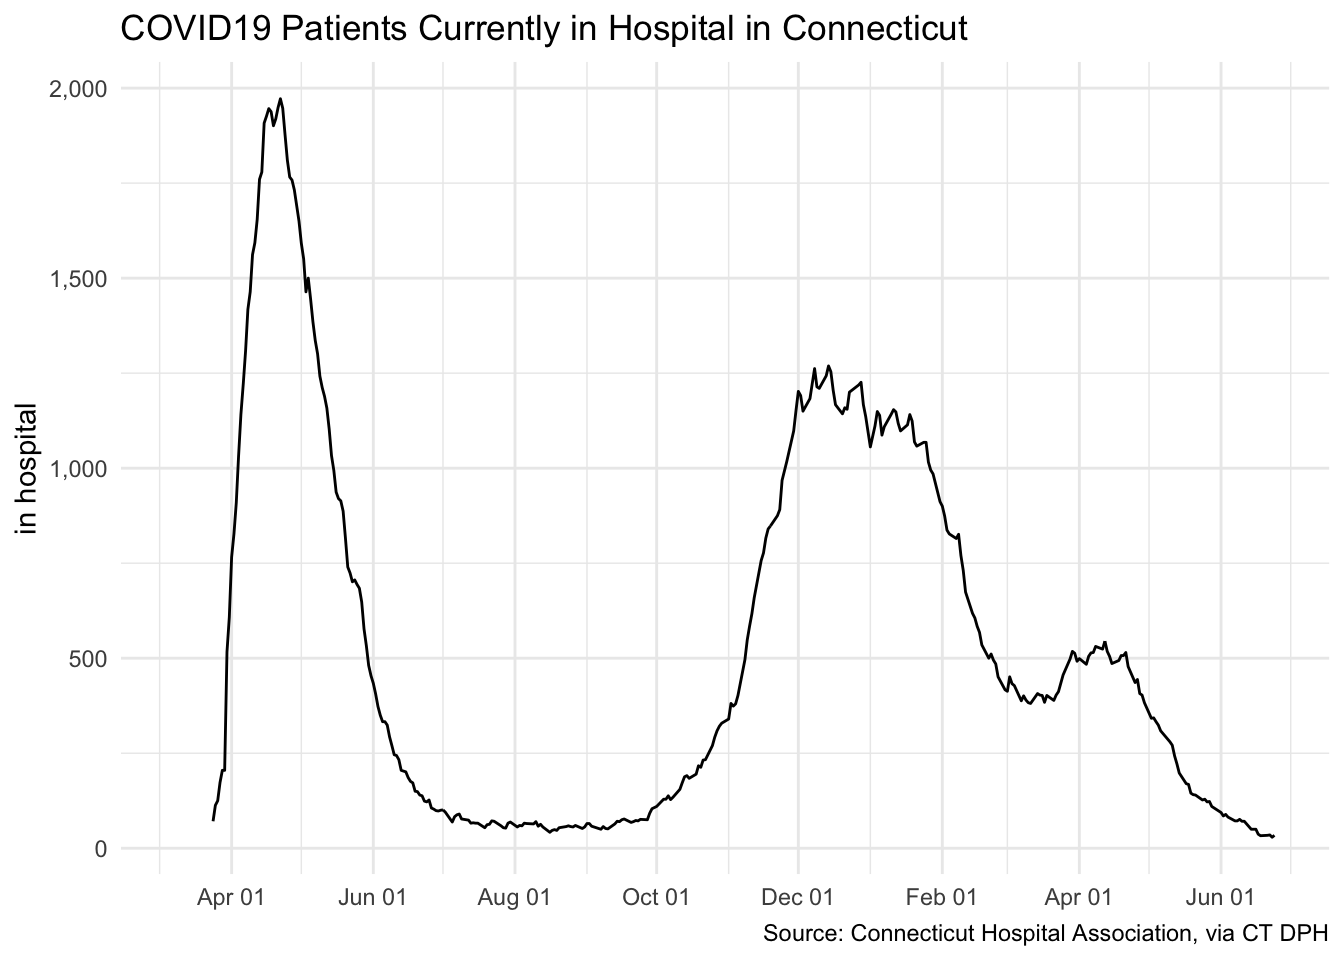 COVID19 Patients Currently in Hospital in Connecticut
2,000
1,500
1,000
500
0
in hospital
Apr 01 Jun 01 Aug 01 Oct 01 Dec 01 Feb 01 Apr 01 Jun 01
Source: Connecticut Hospital Association, via CT DPH